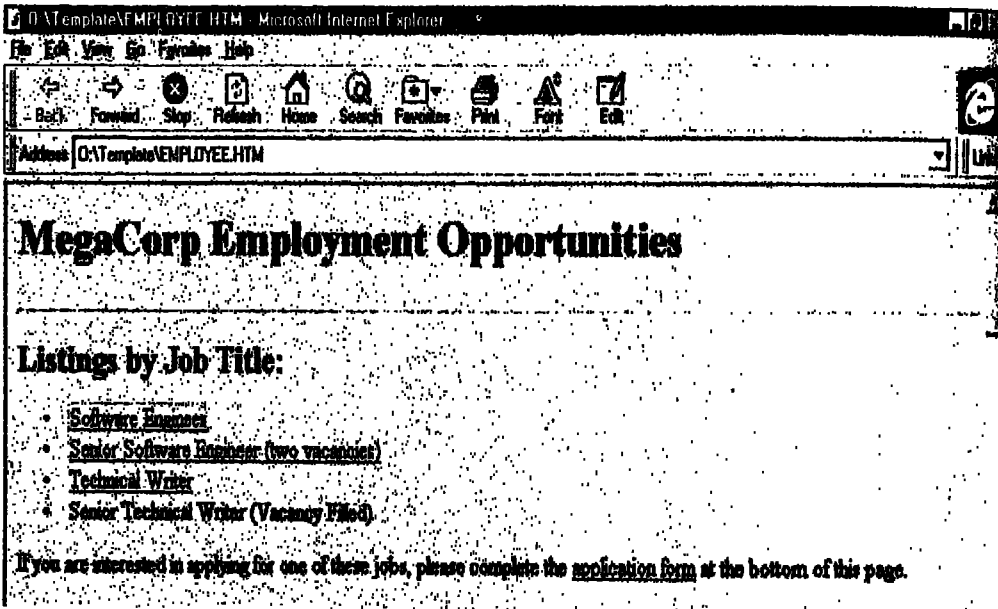 D:\Template\EMPLOYEE.HTM - Microsoft Internet Explorer
File Edit View Go Favorites Help
Back Forward Stop Refresh Home Search Favorites Print Font Edit
Address D:\Template\EMPLOYEE.HTM
MegaCorp Employment Opportunities
Listings by Job Title:
• Software Engineer
• Senior Software Engineer (two vacancies)
• Technical Writer
• Senior Technical Writer (Vacancy Filled)
If you are interested in applying for one of these jobs, please complete the application form at the bottom of this page.